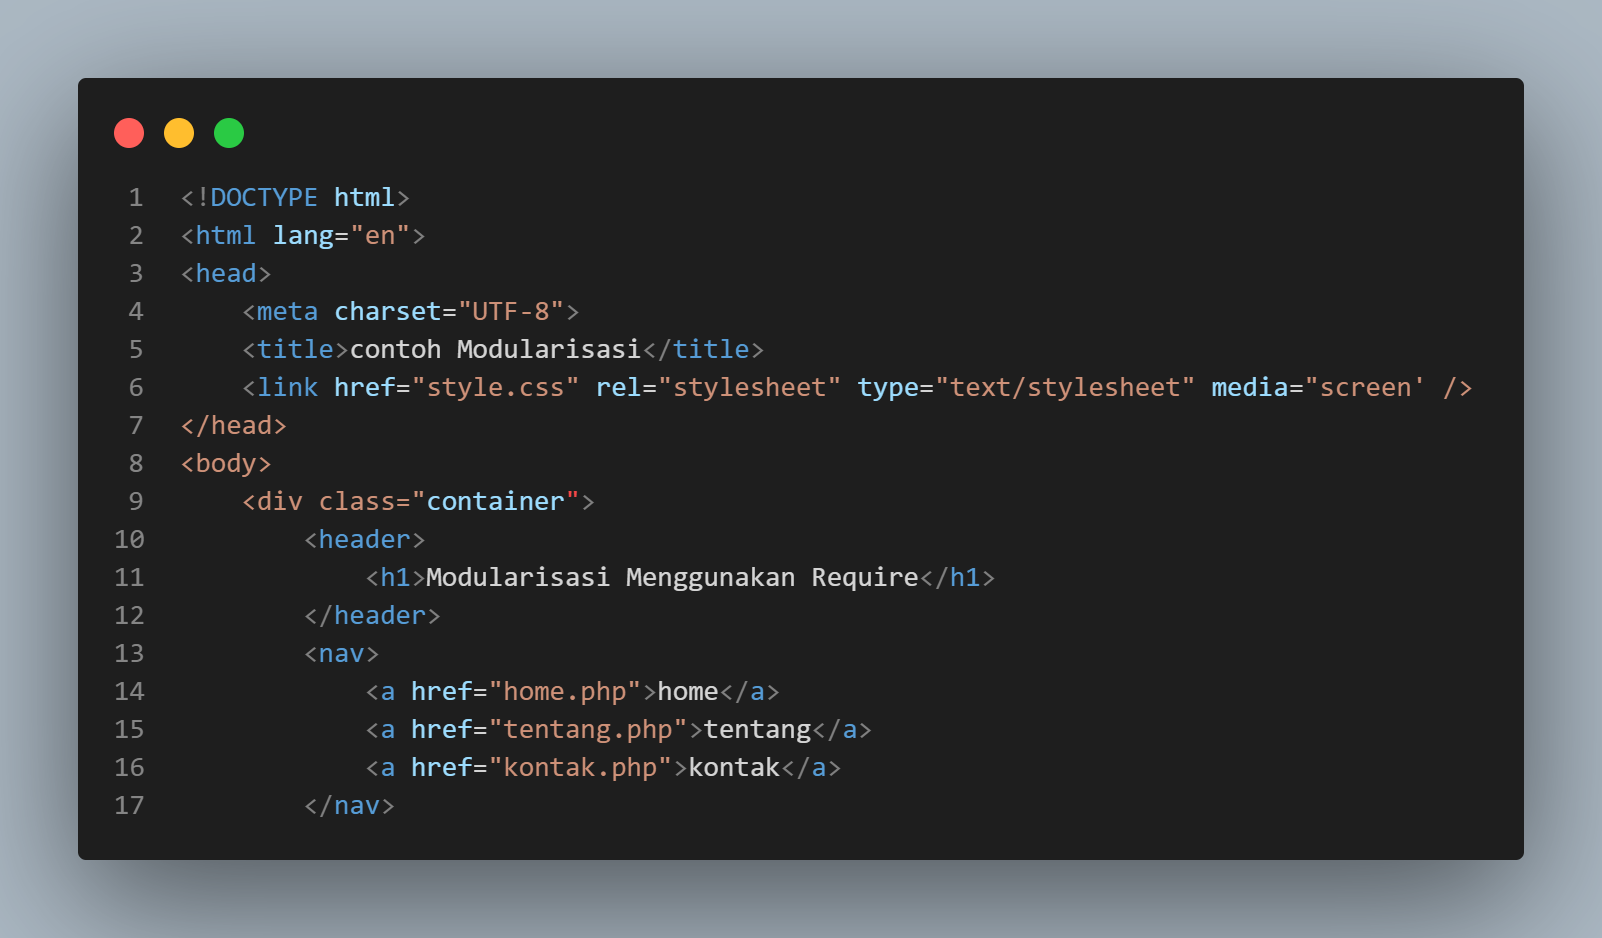 1 <!DOCTYPE html>
2 <html lang="en">
3 <head>
4     <meta charset="UTF-8">
5     <title>contoh Modularisasi</title>
6     <link href="style.css" rel="stylesheet" type="text/stylesheet" media="screen' />
7 </head>
8 <body>
9     <div class="container">
10         <header>
11             <h1>Modularisasi Menggunakan Require</h1>
12         </header>
13         <nav>
14             <a href="home.php">home</a>
15             <a href="tentang.php">tentang</a>
16             <a href="kontak.php">kontak</a>
17         </nav>